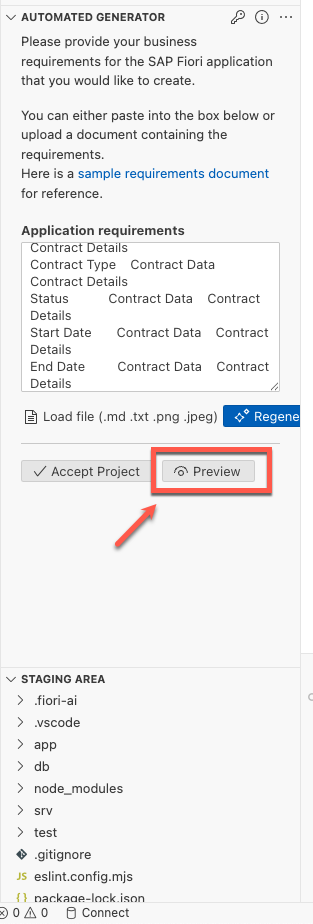 AUTOMATED GENERATOR
Please provide your business
requirements for the SAP Fiori application
that you would like to create.
You can either paste into the box below or
upload a document containing the
requirements.
Here is a sample requirements document
for reference.
Application requirements
Contract Details
Contract Type Contract Data
Contract Details
Status Contract Data Contract
Details
Start Date Contract Data Contract
Details
End Date Contract Data Contract
Details
Load file (.md .txt .png .jpeg) Regene
Accept Project Preview
STAGING AREA
.fiori-ai
.vscode
app
db
node_modules
srv
test
.gitignore
JS eslint.config.mjs
{ } package-lock.json
0 0 Connect